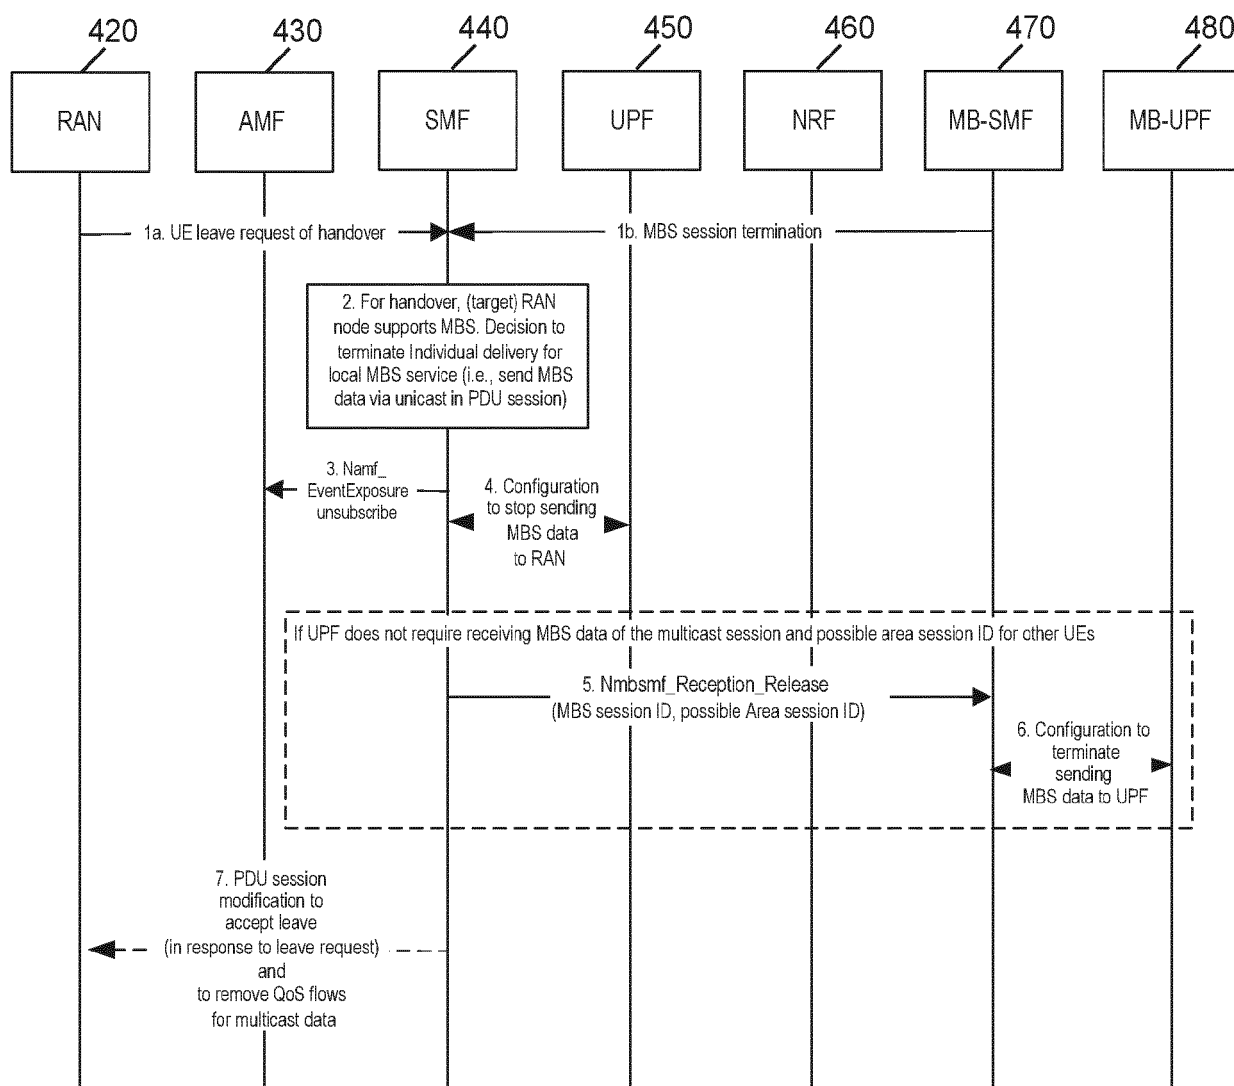 420
430
440
450
460
470
480
RAN
AMF
SMF
UPF
NRF
MB-SMF
MB-UPF
1a. UE leave request of handover
1b. MBS session termination
2. For handover, (target) RAN
node supports MBS. Decision to
terminate Individual delivery for
local MBS service (i.e., send MBS
data via unicast in PDU session)
3. Namf_
EventExposure
unsubscribe
4. Configuration
to stop sending
MBS data
to RAN
If UPF does not require receiving MBS data of the multicast session and possible area session ID for other UEs
5. Nmbsmf_Reception_Release
(MBS session ID, possible Area session ID)
6. Configuration to
terminate
sending
MBS data to UPF
7. PDU session
modification to
accept leave
(in response to leave request)
and
to remove QoS flows
for multicast data